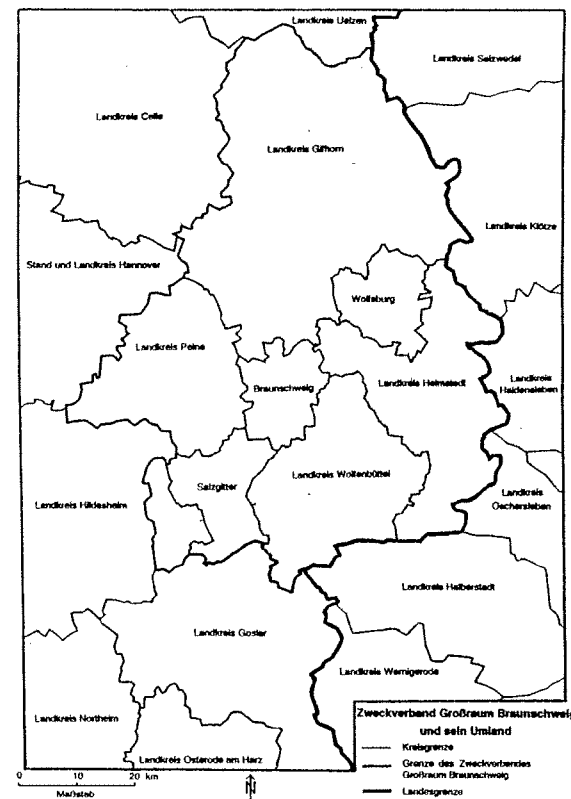 Landkreis Uelzen
Landkreis Salzwedel
Landkreis Celle
Landkreis Gifhorn
Landkreis Klötze
Stand und Landkreis Hannover
Wolfsburg
Landkreis Peine
Braunschweig
Landkreis Helmstedt
Landkreis
Haldensleben
Salzgitter
Landkreis Wolfenbüttel
Landkreis Hildesheim
Landkreis
Oschersleben
Landkreis Halberstadt
Landkreis Goslar
Landkreis Wernigerode
Landkreis Northeim
Landkreis Osterode am Harz
Zweckverband Großraum Braunschweig
und sein Umland
Kreisgrenze
Grenze des Zweckverbandes
Großraum Braunschweig
Landesgrenze
0 10 20 km
Maßstab
N